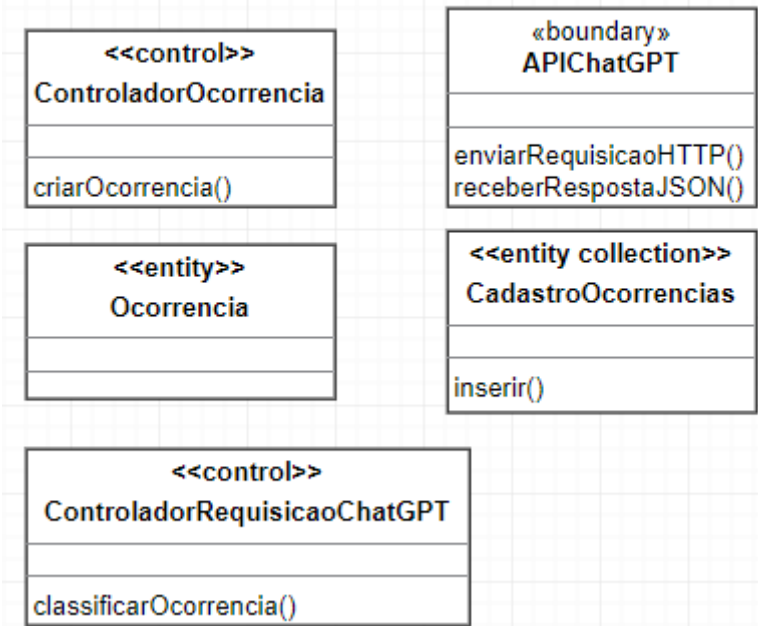 <<control>>
ControladorOcorrencia
criarOcorrencia()
«boundary»
APIChatGPT
enviarRequisicaoHTTP()
receberRespostaJSON()
<<entity>>
Ocorrencia
<<entity collection>>
CadastroOcorrencias
inserir()
<<control>>
ControladorRequisicaoChatGPT
classificarOcorrencia()